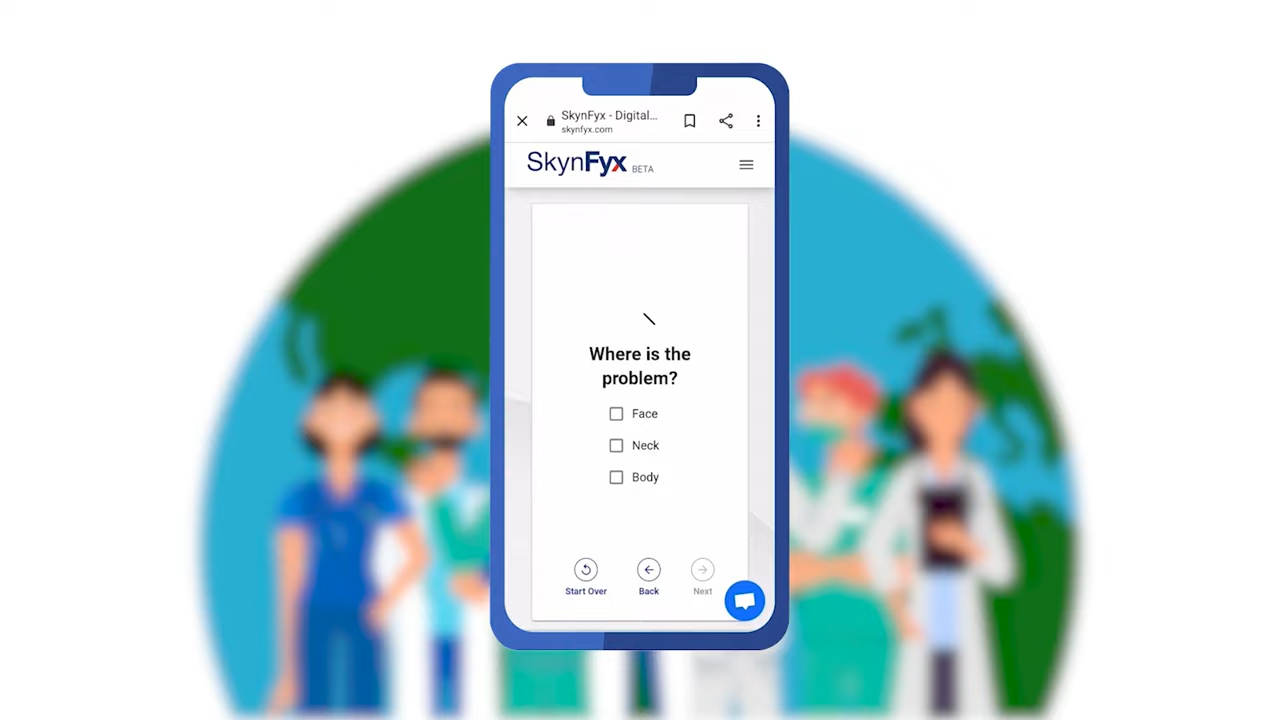 SkynFyx - Digital...
skynfyx.com
SkynFyx BETA
Where is the
problem?
Face
Neck
Body
Start Over Back Next